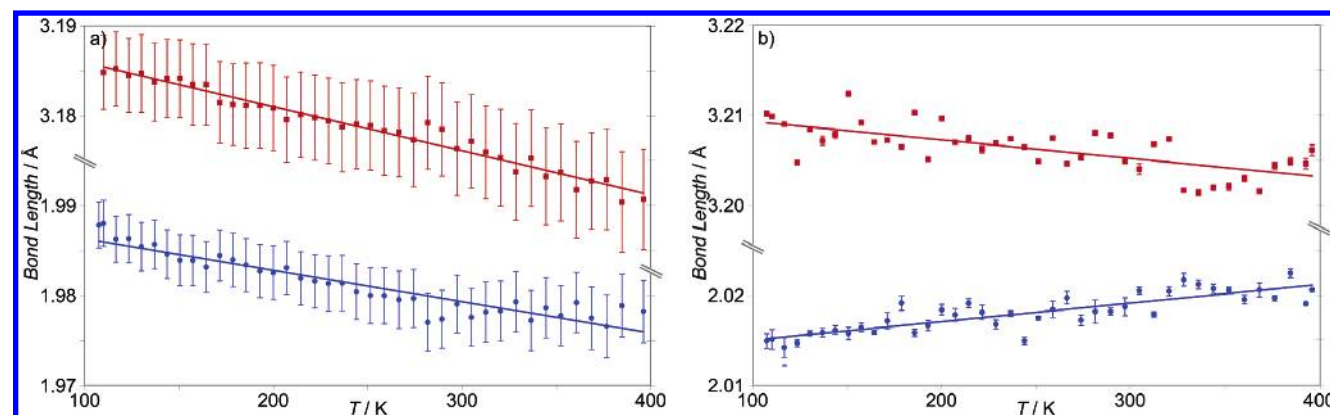 3.19
a)
3.18
Bond Length / Å
1.99
1.98
1.97
200
300
400
T / K
3.22
b)
3.21
3.20
Bond Length / Å
2.02
2.01
100
200
300
400
T / K